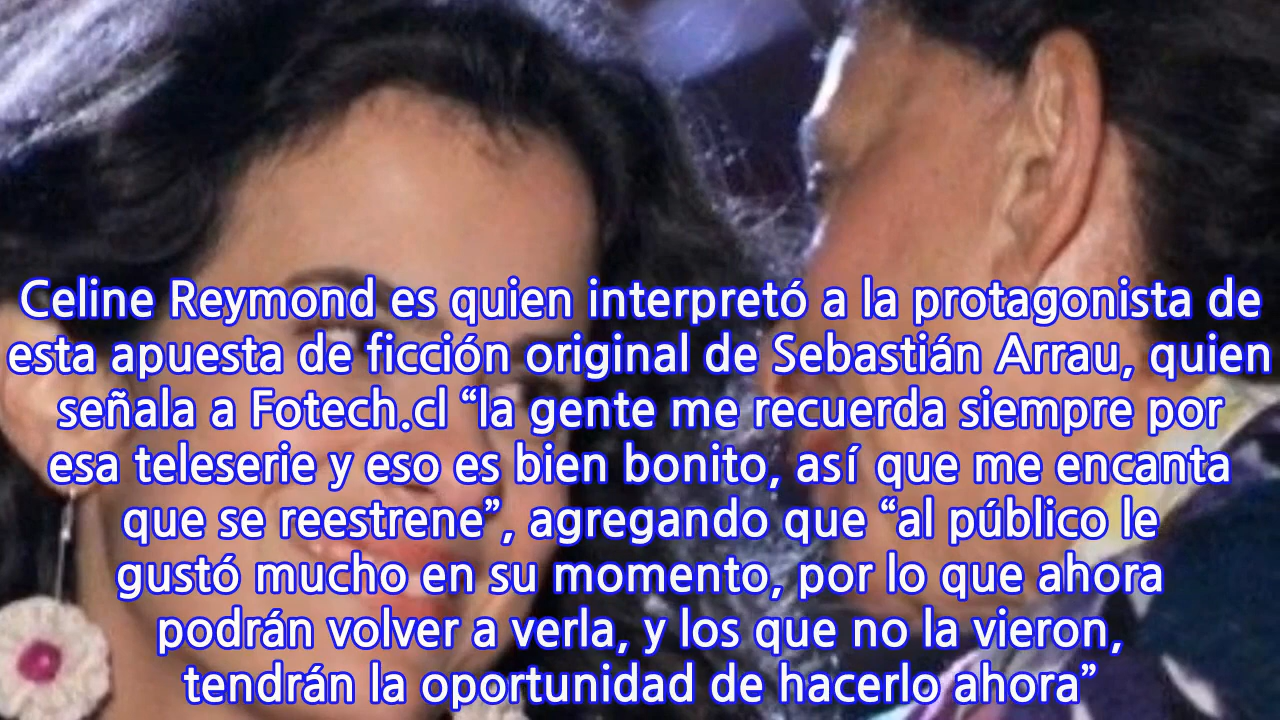 Celine Reymond es quien interpretó a la protagonista de
esta apuesta de ficción original de Sebastián Arrau, quien
señala a Fotech.cl “la gente me recuerda siempre por
esa teleserie y eso es bien bonito, así que me encanta
que se reestrene”, agregando que “al público le
gustó mucho en su momento, por lo que ahora
podrán volver a verla, y los que no la vieron,
tendrán la oportunidad de hacerlo ahora”